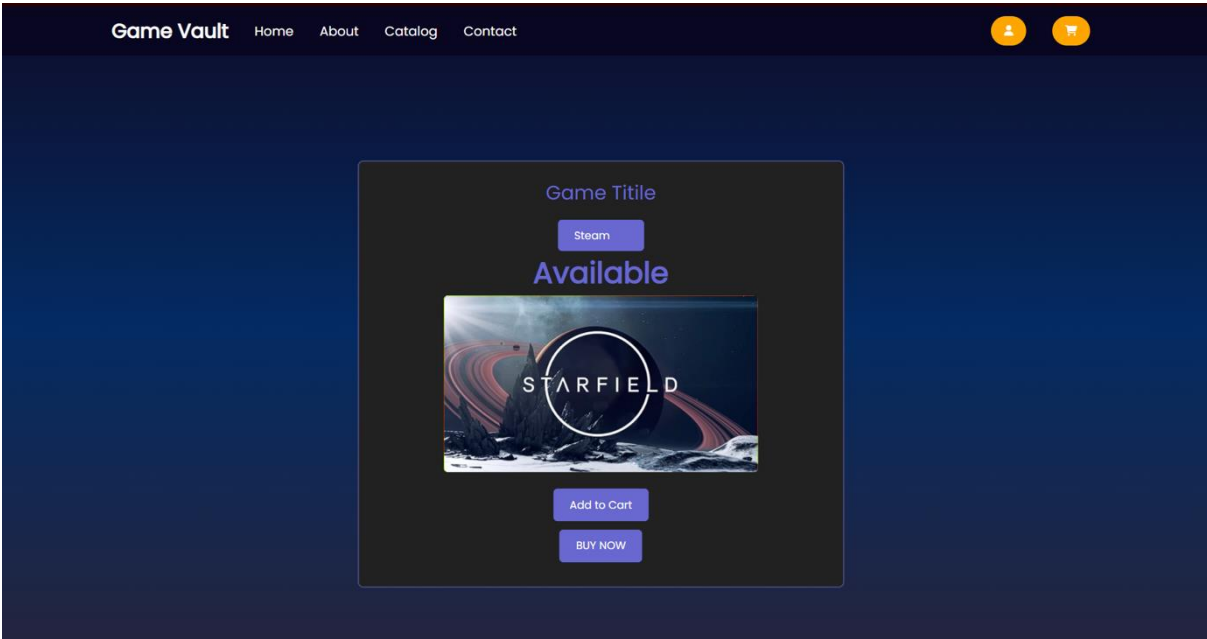 Game Vault Home About Catalog Contact
Game Titile
Steam
Available
STARFIELD
Add to Cart
BUY NOW